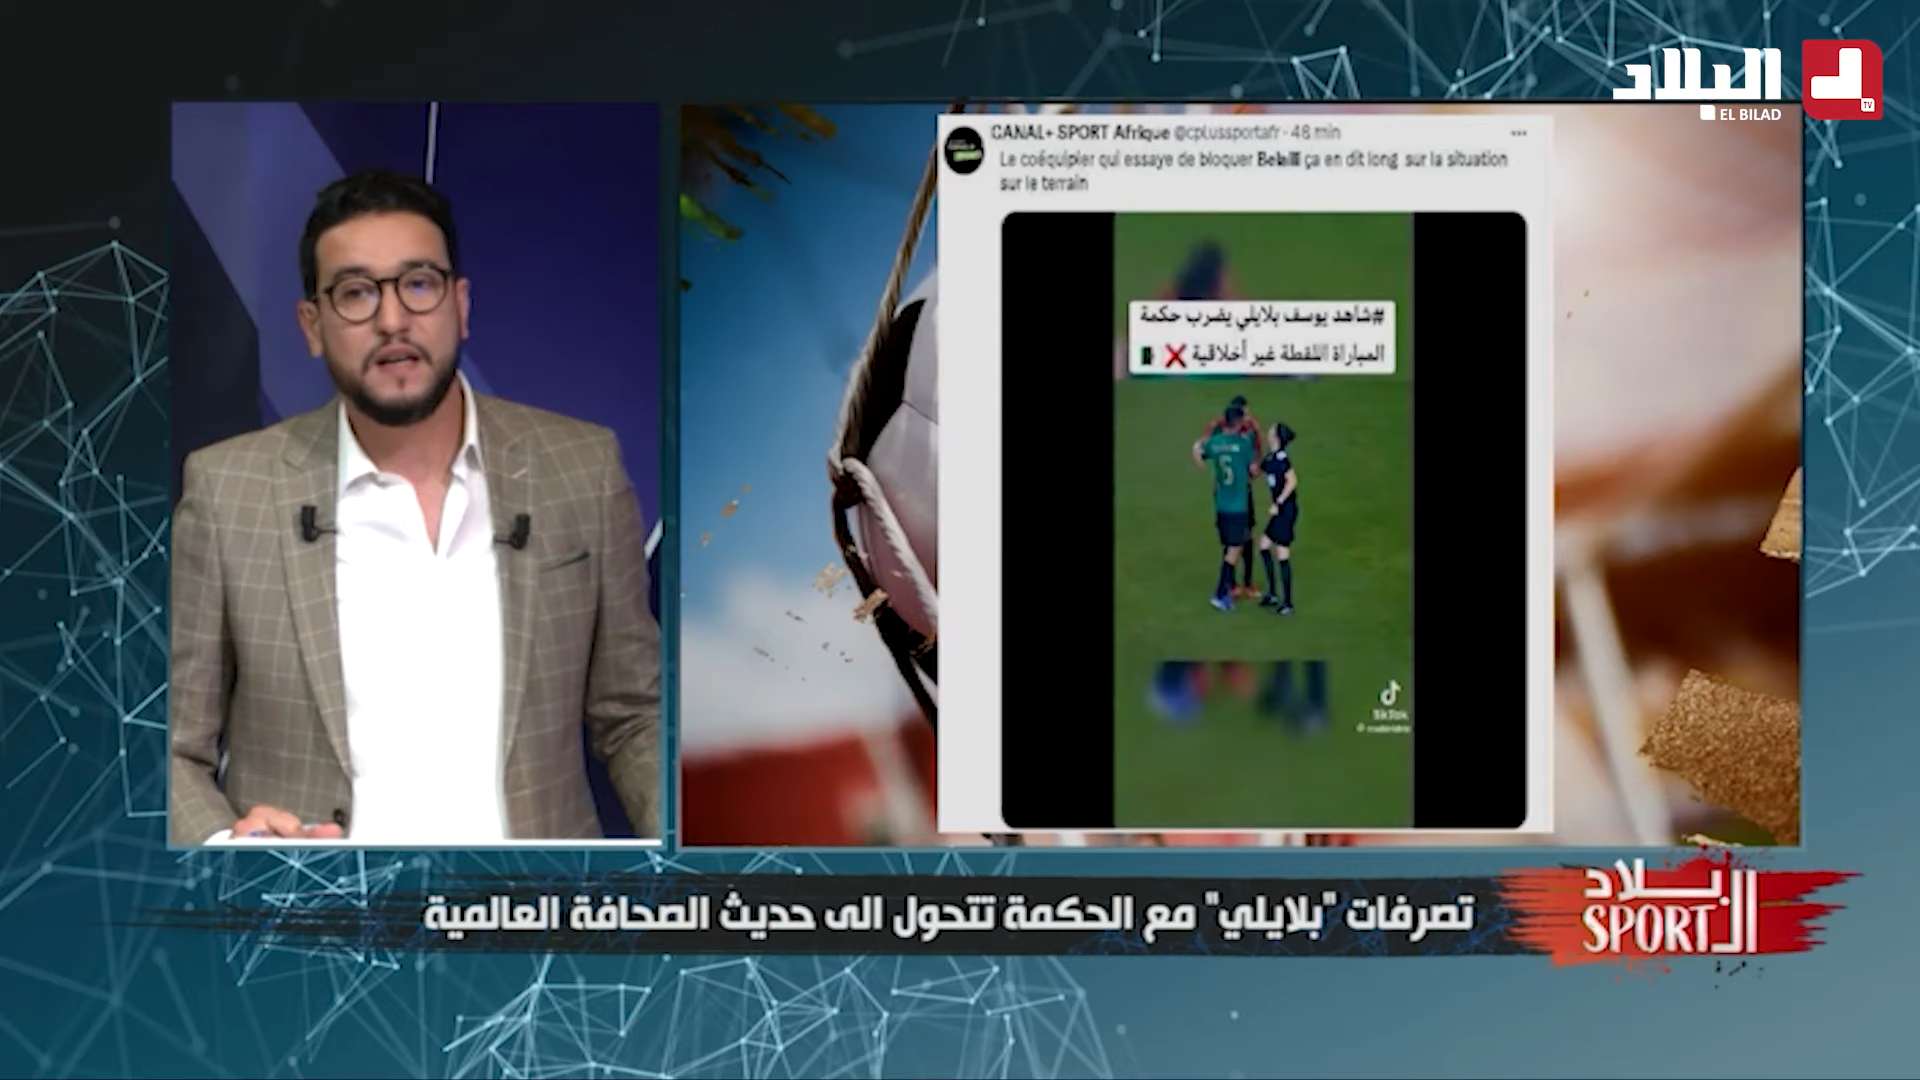 البلاد
EL BILAD
TV
CANAL+ SPORT Afrique @cplussportafr · 48 min
Le coéquipier qui essaye de bloquer Belaïli ça en dit long sur la situation
sur le terrain
#شاهد يوسف بلايلي يضرب حكمة
المباراة اللقطة غير أخلاقية ❌
5
TikTok
تصرفات "بلايلي" مع الحكمة تتحول الى حديث الصحافة العالمية
البلاد
SPORT